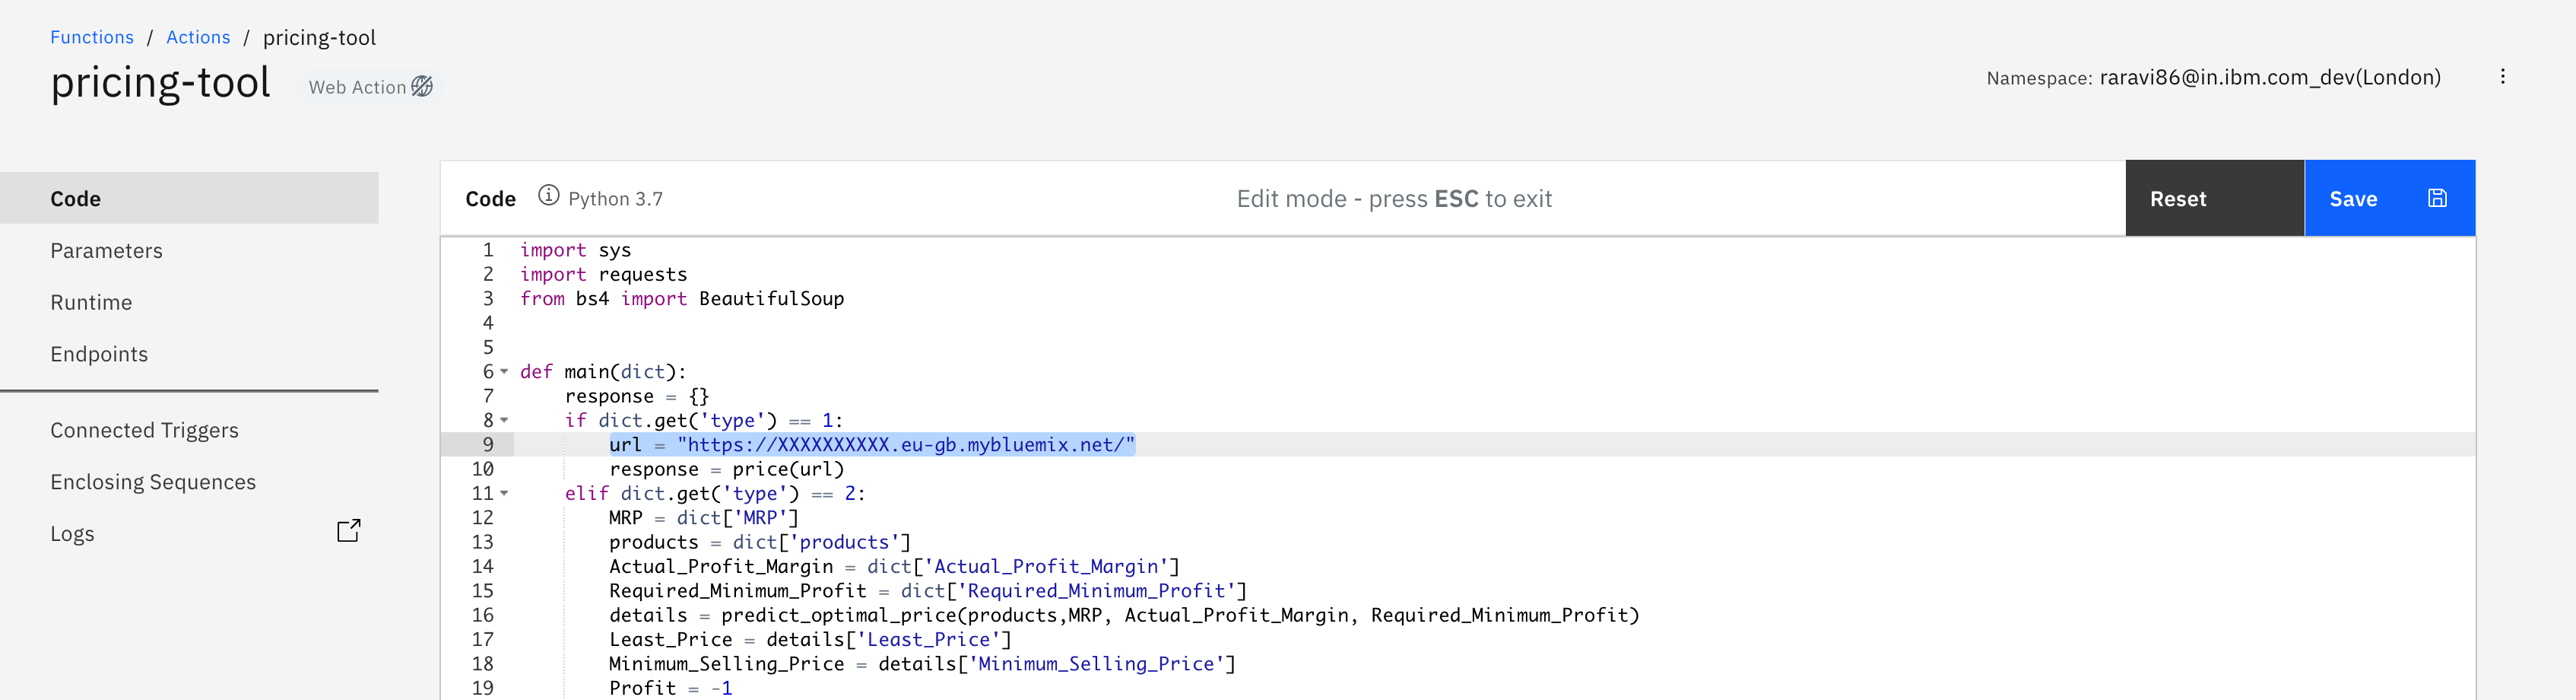 Functions / Actions / pricing-tool
pricing-tool Web Action
Namespace: raravi86@in.ibm.com_dev(London)
Code
Parameters
Runtime
Endpoints
Connected Triggers
Enclosing Sequences
Logs
Code Python 3.7 Edit mode - press ESC to exit Reset Save
1 import sys
2 import requests
3 from bs4 import BeautifulSoup
4
5
6 def main(dict):
7     response = {}
8     if dict.get('type') == 1:
9         url = "https://XXXXXXXXXX.eu-gb.mybluemix.net/"
10         response = price(url)
11     elif dict.get('type') == 2:
12         MRP = dict['MRP']
13         products = dict['products']
14         Actual_Profit_Margin = dict['Actual_Profit_Margin']
15         Required_Minimum_Profit = dict['Required_Minimum_Profit']
16         details = predict_optimal_price(products,MRP, Actual_Profit_Margin, Required_Minimum_Profit)
17         Least_Price = details['Least_Price']
18         Minimum_Selling_Price = details['Minimum_Selling_Price']
19         Profit = -1